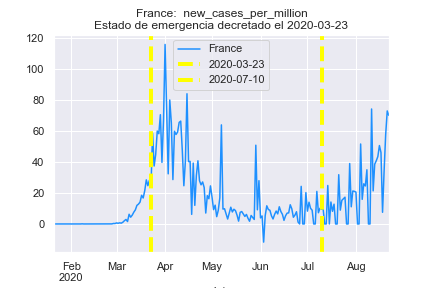 France:  new_cases_per_million
Estado de emergencia decretado el 2020-03-23
France
2020-03-23
2020-07-10
120
100
80
60
40
20
0
Feb Mar Apr May Jun Jul Aug
2020